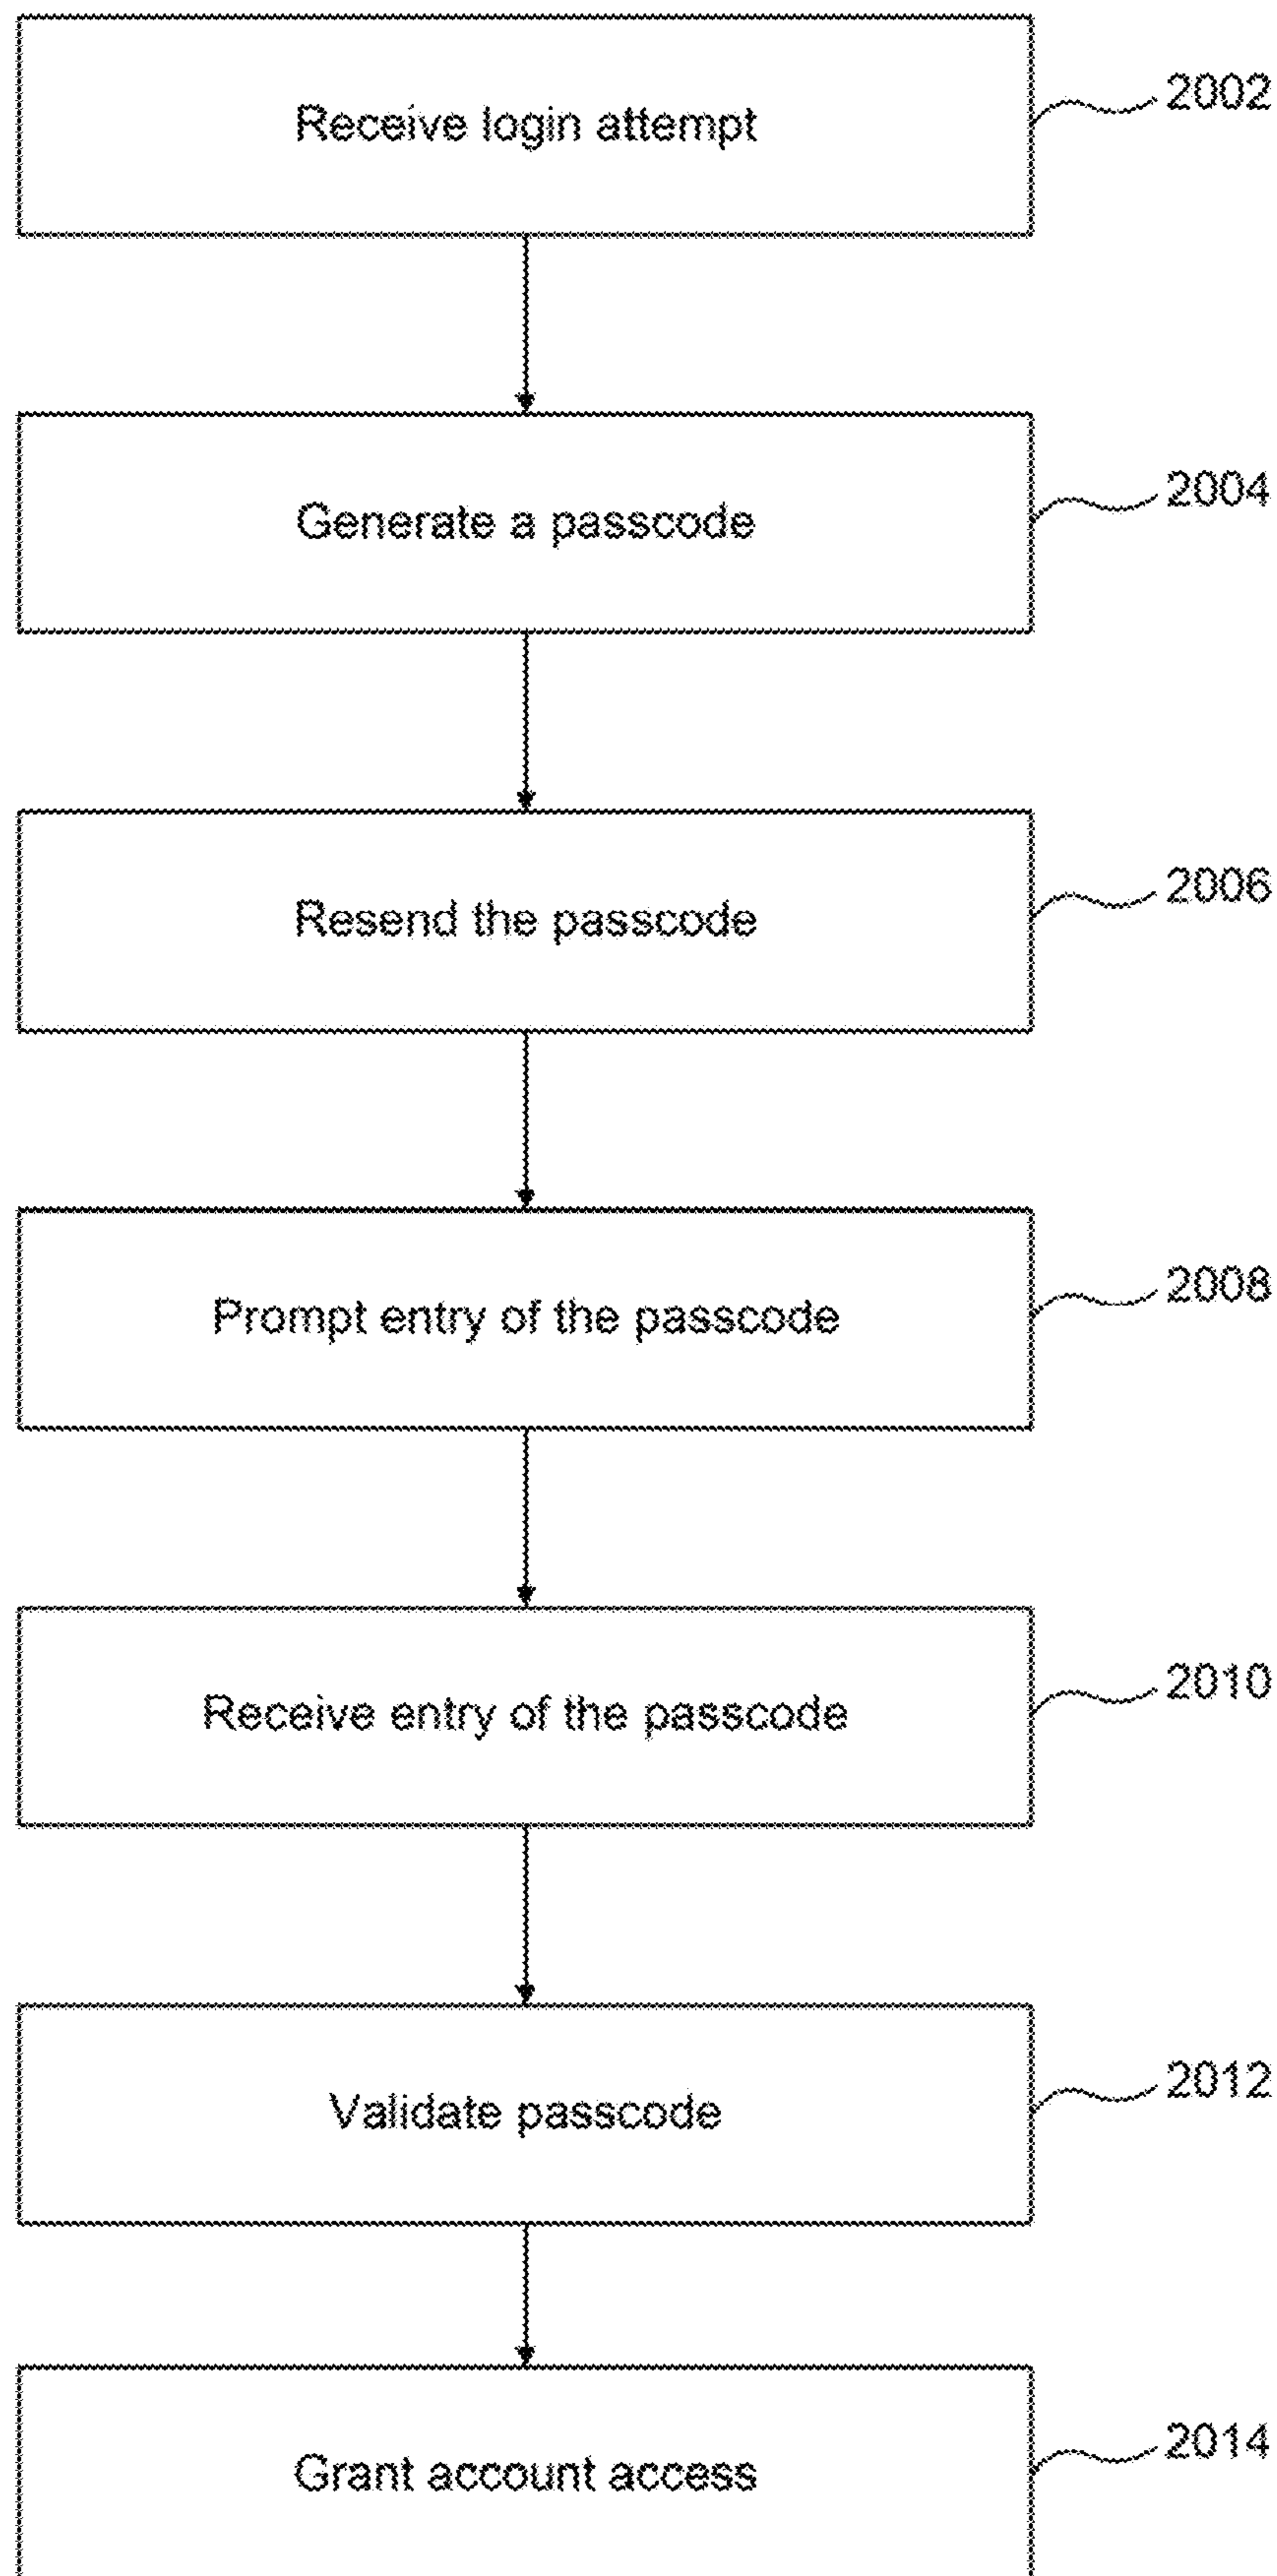 Receive login attempt
2002
Generate a passcode
2004
Resend the passcode
2006
Prompt entry of the passcode
2008
Receive entry of the passcode
2010
Validate passcode
2012
Grant account access
2014